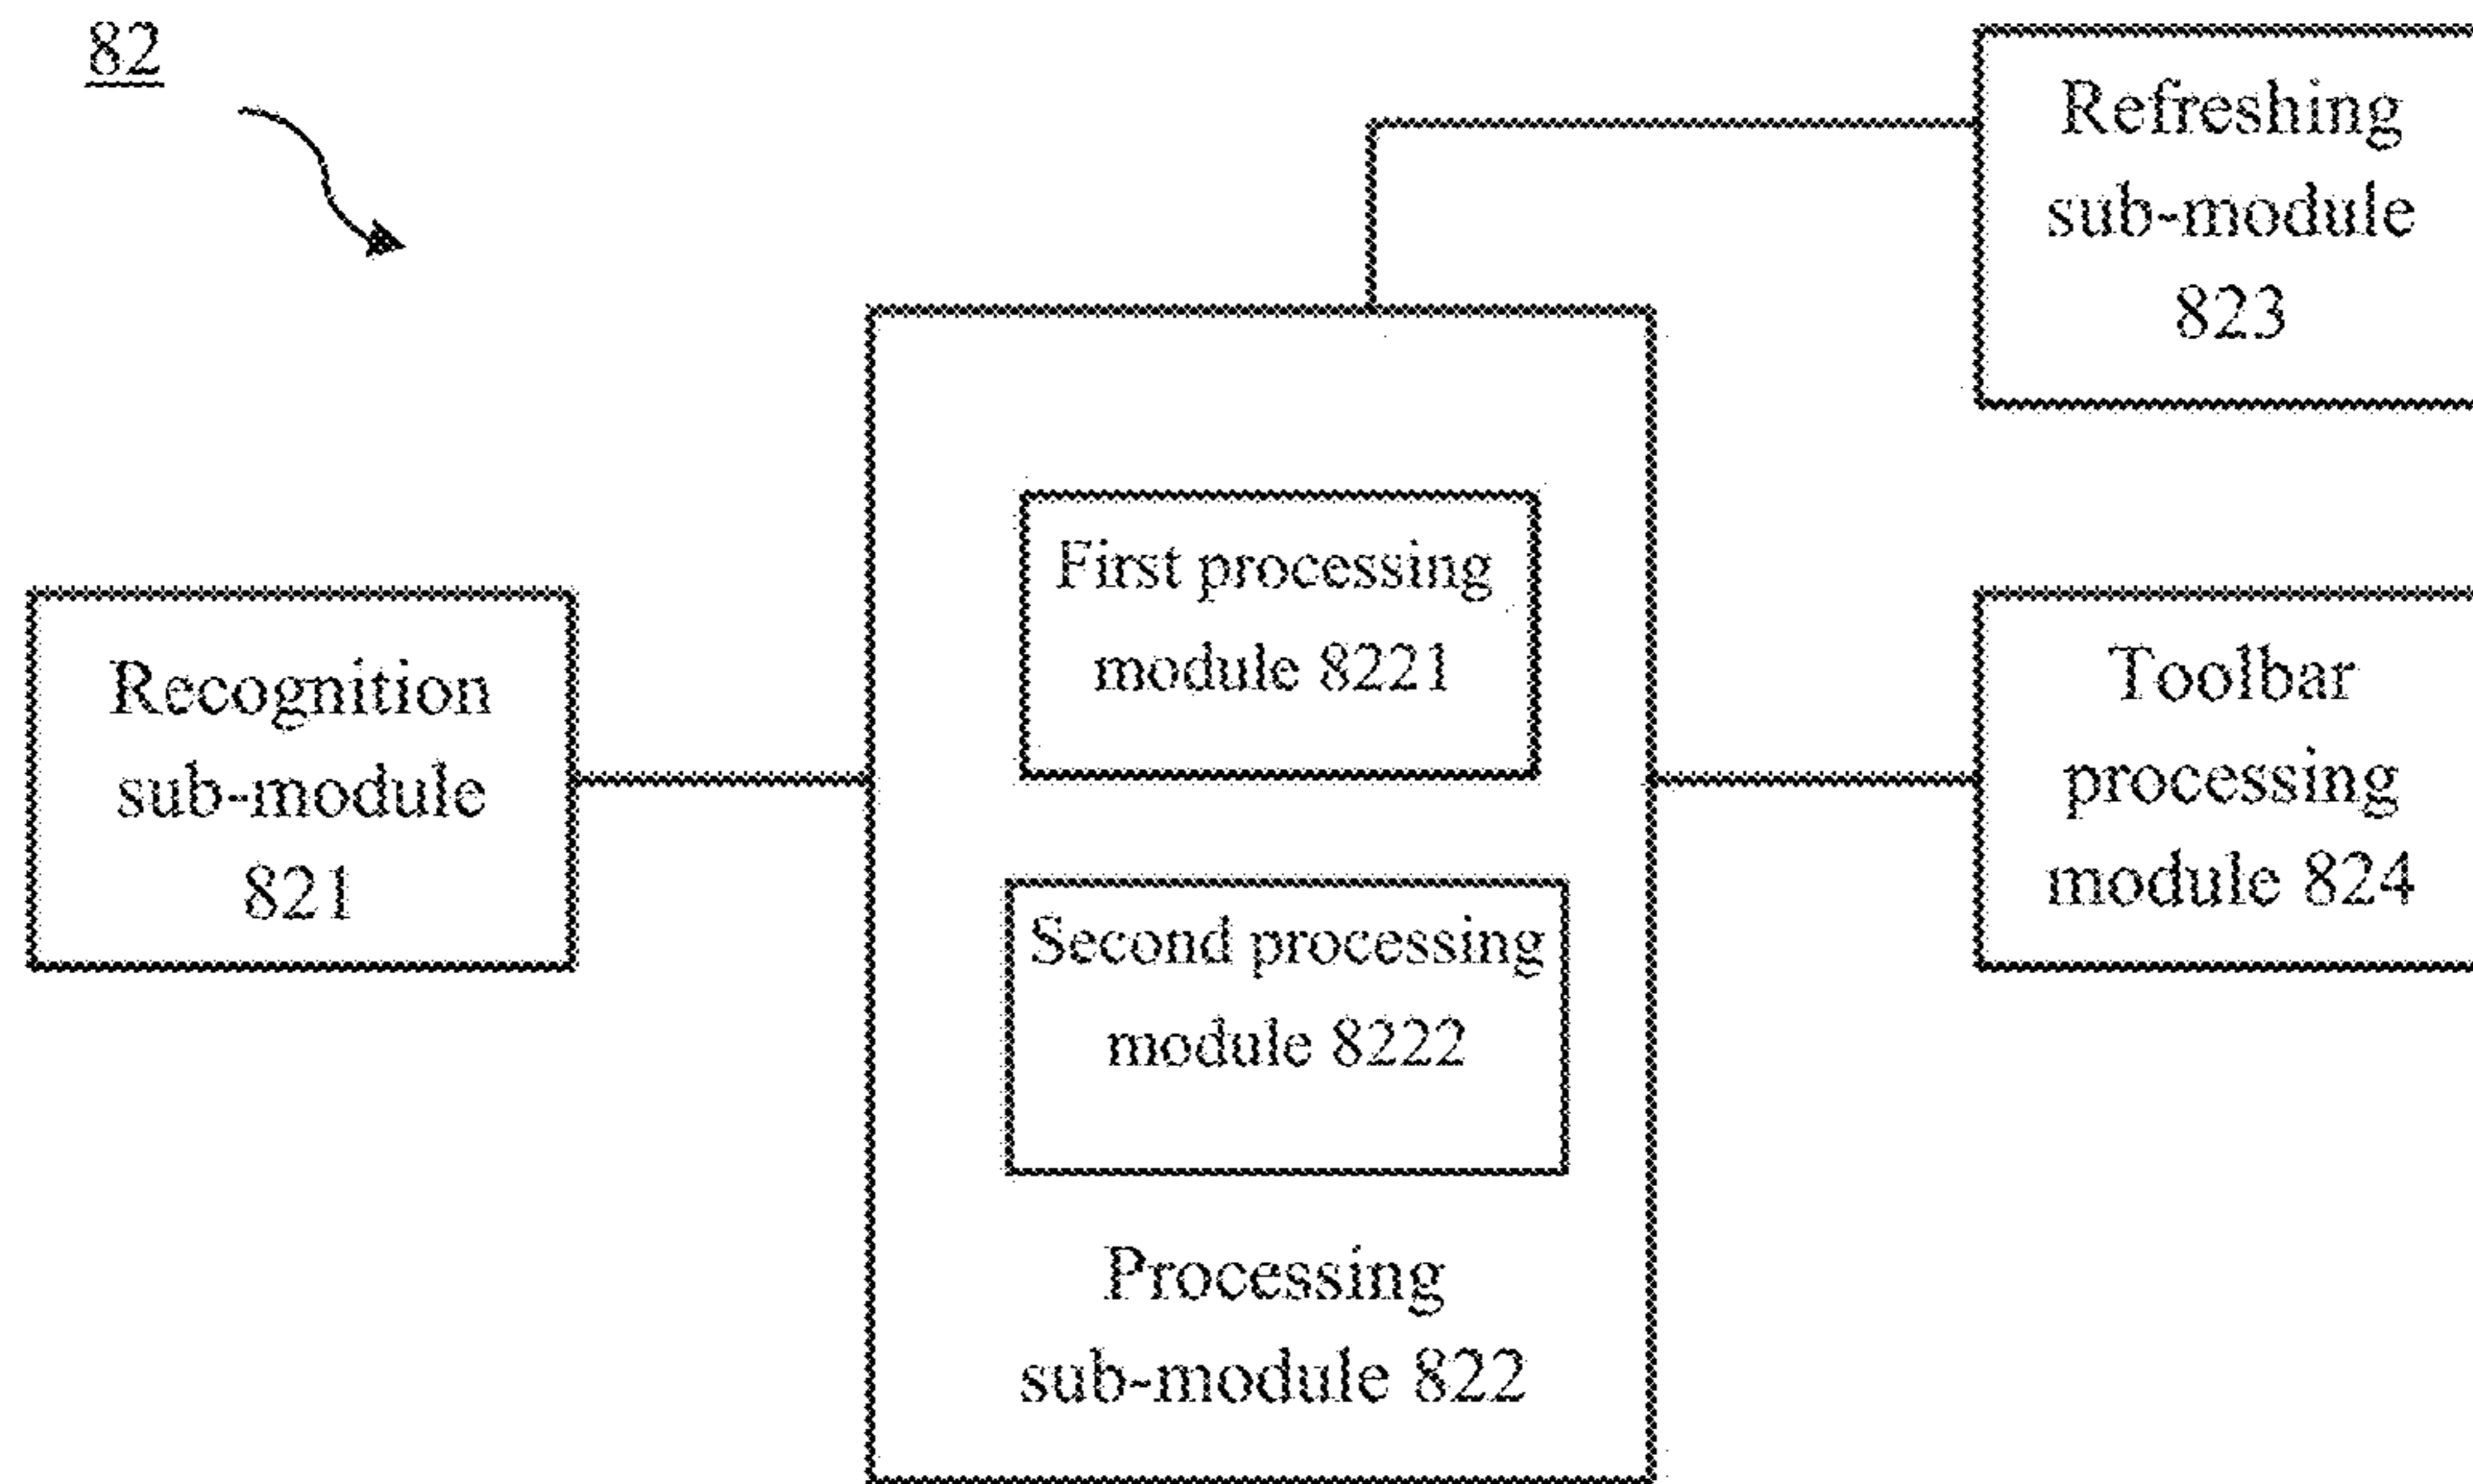 82
Refreshing
sub-module
823
First processing
module 8221
Recognition
sub-module
821
Toolbar
processing
module 824
Second processing
module 8222
Processing
sub-module 822